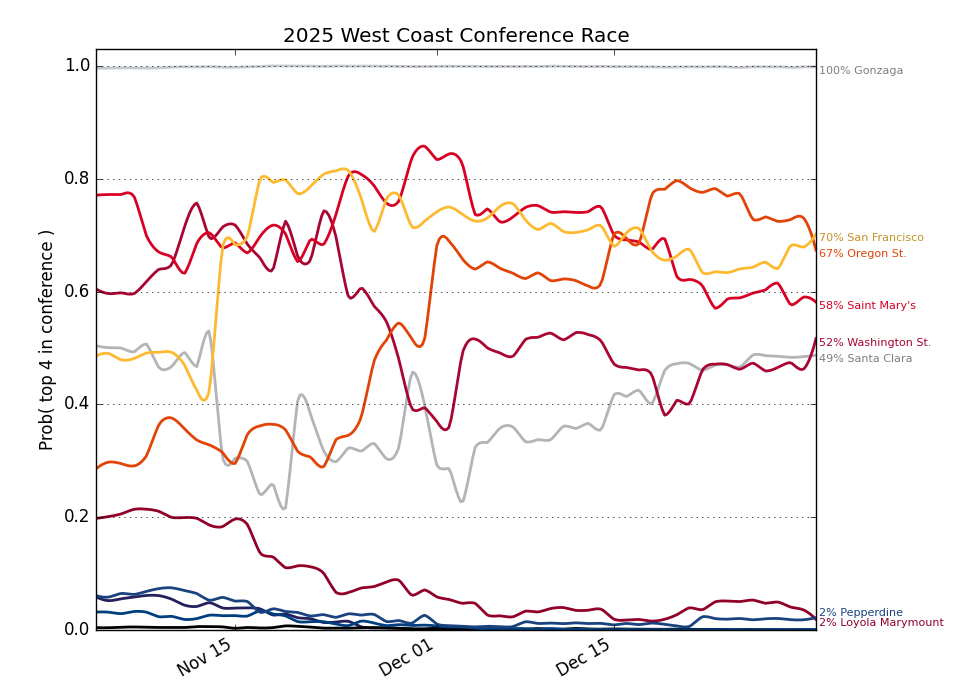 2025 West Coast Conference Race
Prob( top 4 in conference )
1.0
0.8
0.6
0.4
0.2
0.0
Nov 15
Dec 01
Dec 15
100% Gonzaga
70% San Francisco
67% Oregon St.
58% Saint Mary's
52% Washington St.
49% Santa Clara
2% Pepperdine
2% Loyola Marymount